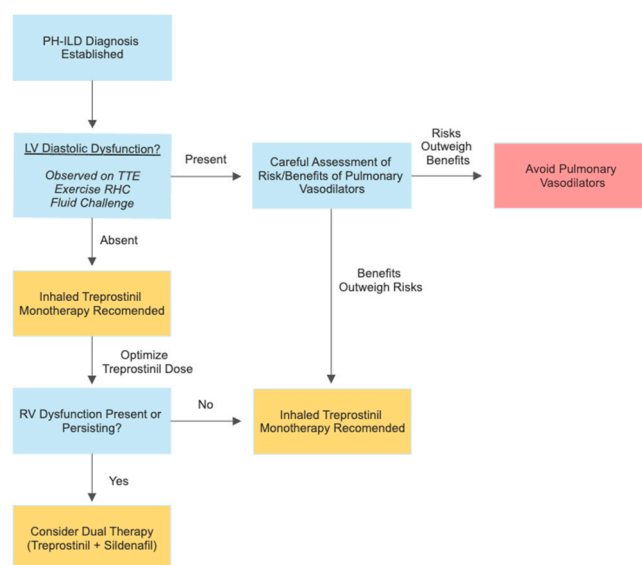 PH-ILD Diagnosis
Established
LV Diastolic Dysfunction?
Observed on TTE
Exercise RHC
Fluid Challenge
Present
Careful Assessment of
Risk/Benefits of Pulmonary
Vasodilators
Risks
Outweigh
Benefits
Avoid Pulmonary
Vasodilators
Absent
Benefits
Outweigh Risks
Inhaled Treprostinil
Monotherapy Recomended
Optimize
Treprostinil Dose
RV Dysfunction Present or
Persisting?
No
Inhaled Treprostinil
Monotherapy Recomended
Yes
Consider Dual Therapy
(Treprostinil + Sildenafil)